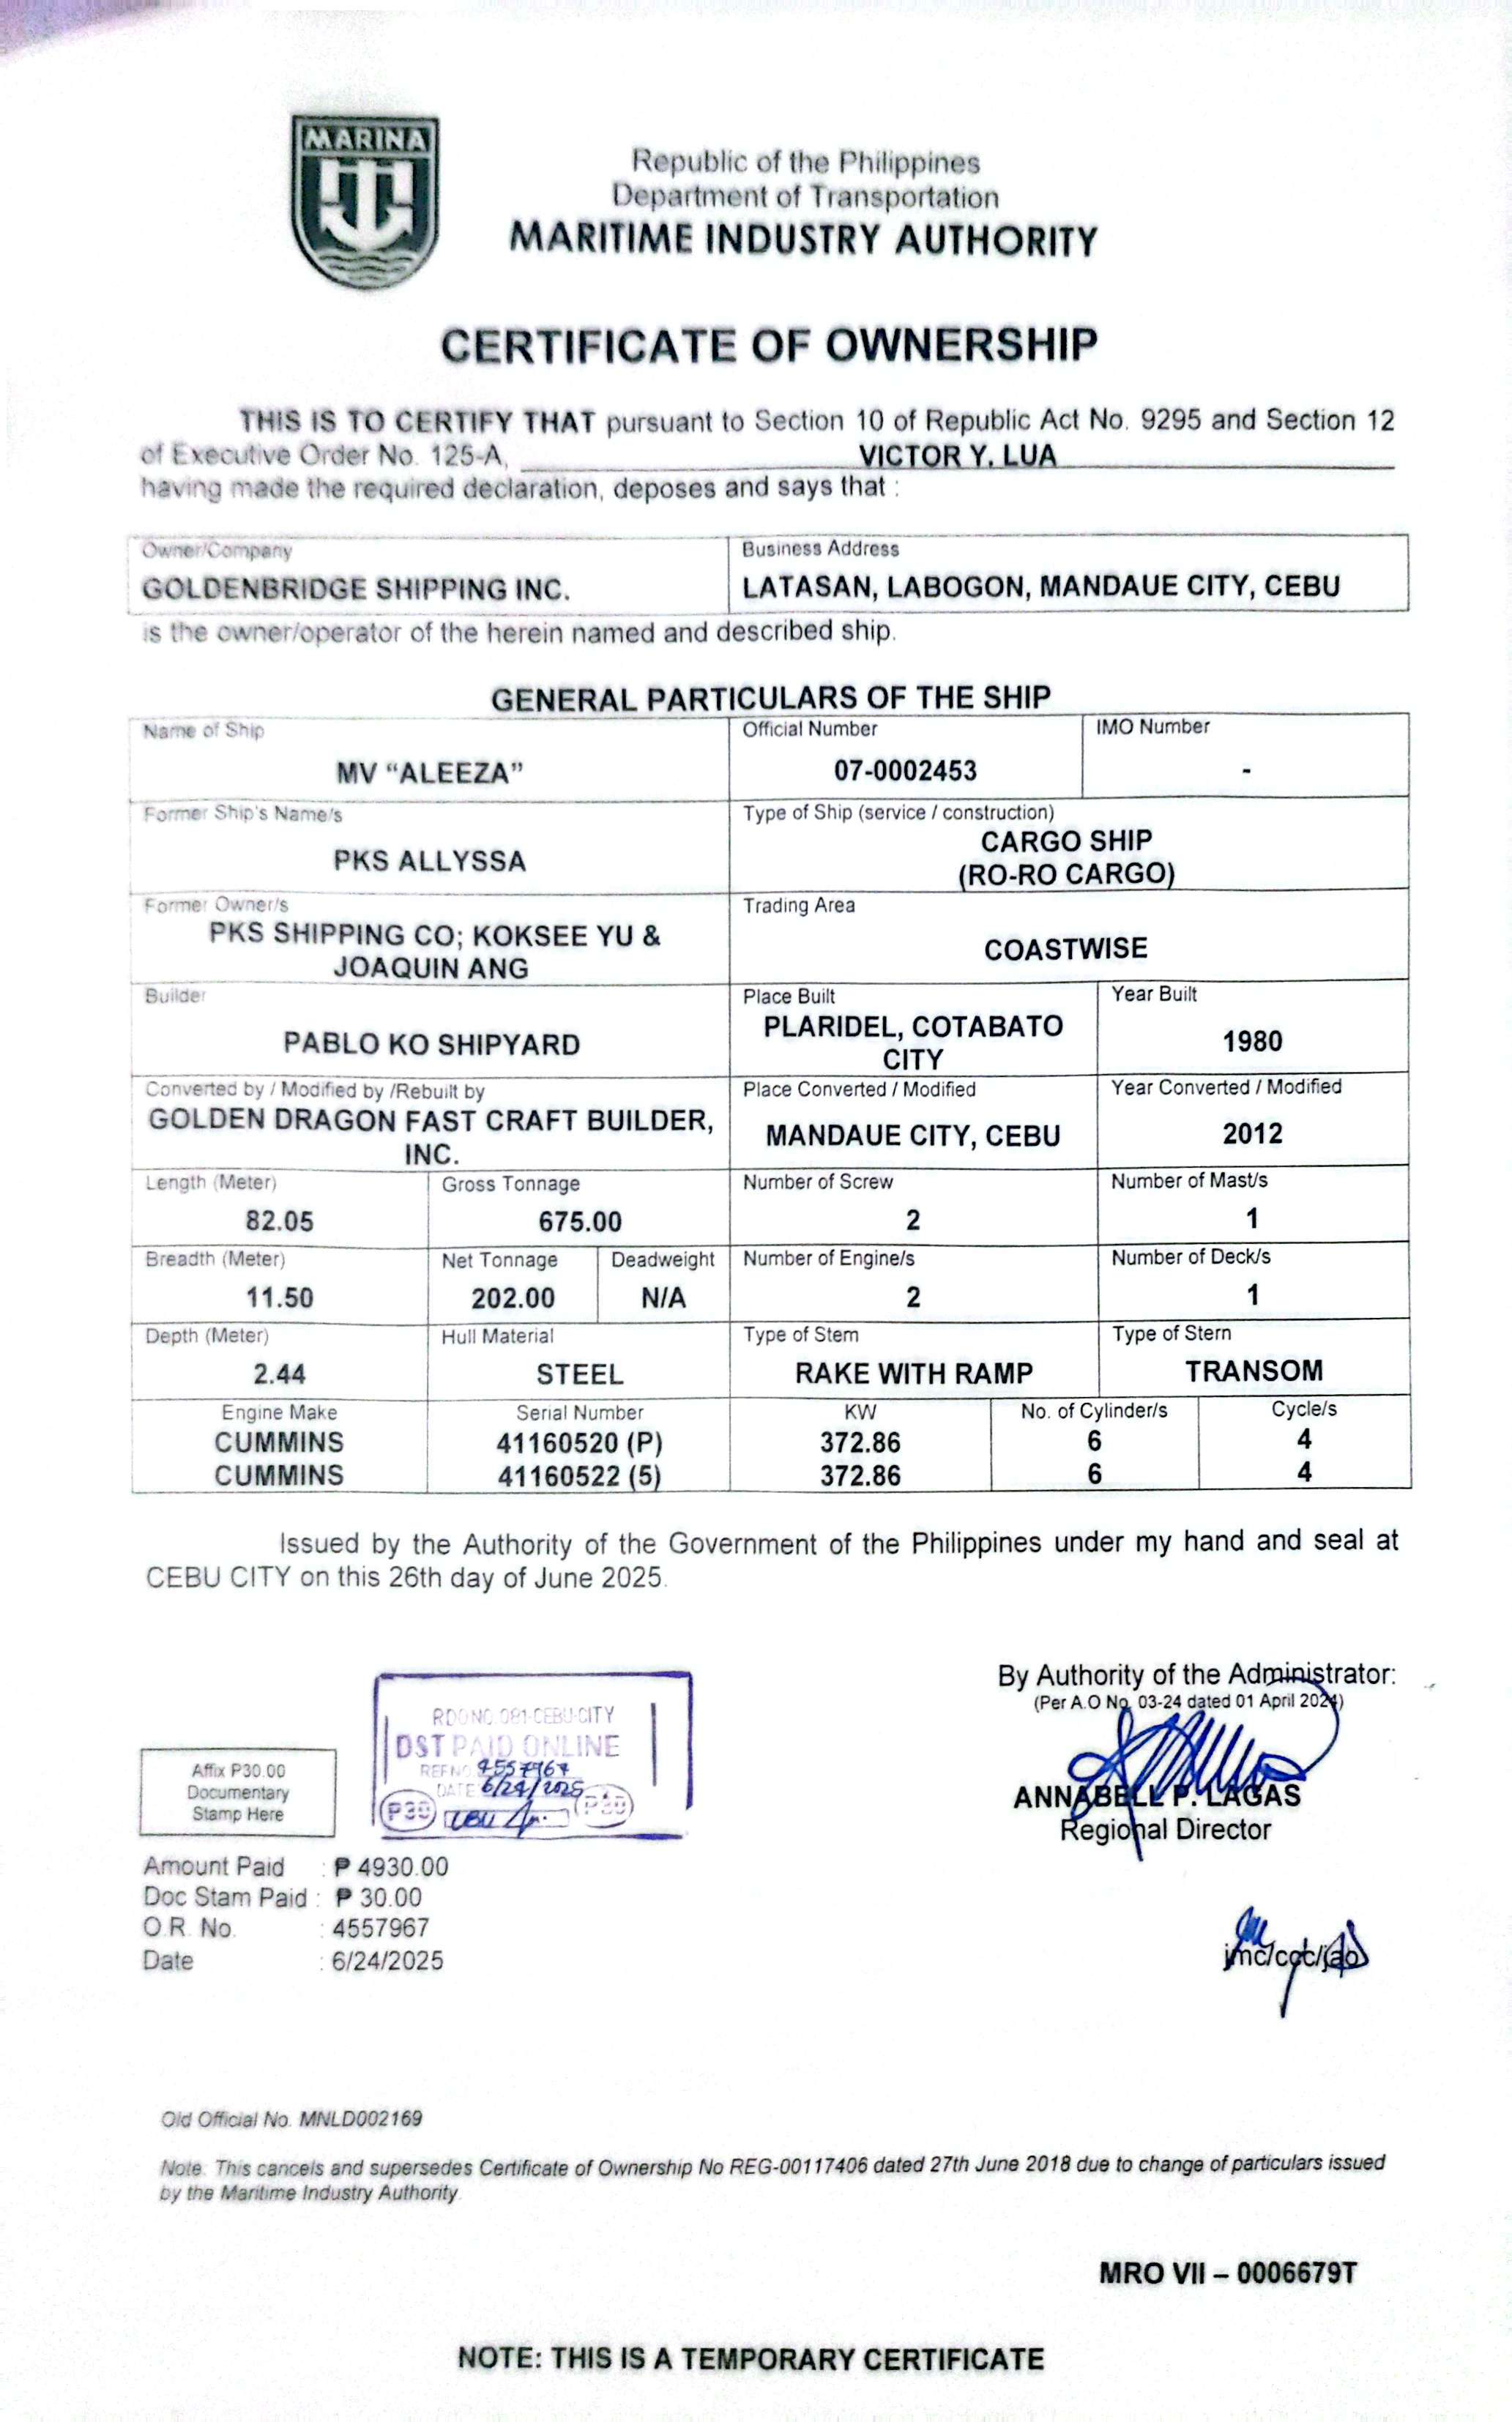 MARINA
Republic of the Philippines
Department of Transportation
MARITIME INDUSTRY AUTHORITY
CERTIFICATE OF OWNERSHIP
THIS IS TO CERTIFY THAT pursuant to Section 10 of Republic Act No. 9295 and Section 12
of Executive Order No. 125-A, VICTOR Y. LUA
having made the required declaration, deposes and says that :
Owner/Company Business Address
GOLDENBRIDGE SHIPPING INC. LATASAN, LABOGON, MANDAUE CITY, CEBU
is the owner/operator of the herein named and described ship.
GENERAL PARTICULARS OF THE SHIP
Name of Ship Official Number IMO Number
MV “ALEEZA” 07-0002453 -
Former Ship's Name/s Type of Ship (service / construction)
PKS ALLYSSA CARGO SHIP
(RO-RO CARGO)
Former Owner/s Trading Area
PKS SHIPPING CO; KOKSEE YU &
JOAQUIN ANG
COASTWISE
Builder Place Built Year Built
PABLO KO SHIPYARD PLARIDEL, COTABATO
CITY
1980
Converted by / Modified by /Rebuilt by Place Converted / Modified Year Converted / Modified
GOLDEN DRAGON FAST CRAFT BUILDER,
INC.
MANDAUE CITY, CEBU 2012
Length (Meter) Gross Tonnage Number of Screw Number of Mast/s
82.05 675.00 2 1
Breadth (Meter) Net Tonnage Deadweight Number of Engine/s Number of Deck/s
11.50 202.00 N/A 2 1
Depth (Meter) Hull Material Type of Stem Type of Stern
2.44 STEEL RAKE WITH RAMP TRANSOM
Engine Make Serial Number KW No. of Cylinder/s Cycle/s
CUMMINS 41160520 (P) 372.86 6 4
CUMMINS 41160522 (5) 372.86 6 4
Issued by the Authority of the Government of the Philippines under my hand and seal at
CEBU CITY on this 26th day of June 2025.
By Authority of the Administrator:
(Per A.O No. 03-24 dated 01 April 2024)
ANNABELL P. LAGAS
Regional Director
RDO NO. 081-CEBU CITY
DST PAID ONLINE
REF NO. 4557967
DATE 6/24/2025
P30 P30
Affix P30.00
Documentary
Stamp Here
Amount Paid : ₱ 4930.00
Doc Stam Paid : ₱ 30.00
O.R. No. : 4557967
Date : 6/24/2025
jmc/cgc/jao
Old Official No. MNLD002169
Note. This cancels and supersedes Certificate of Ownership No REG-00117406 dated 27th June 2018 due to change of particulars issued
by the Maritime Industry Authority
MRO VII – 0006679T
NOTE: THIS IS A TEMPORARY CERTIFICATE